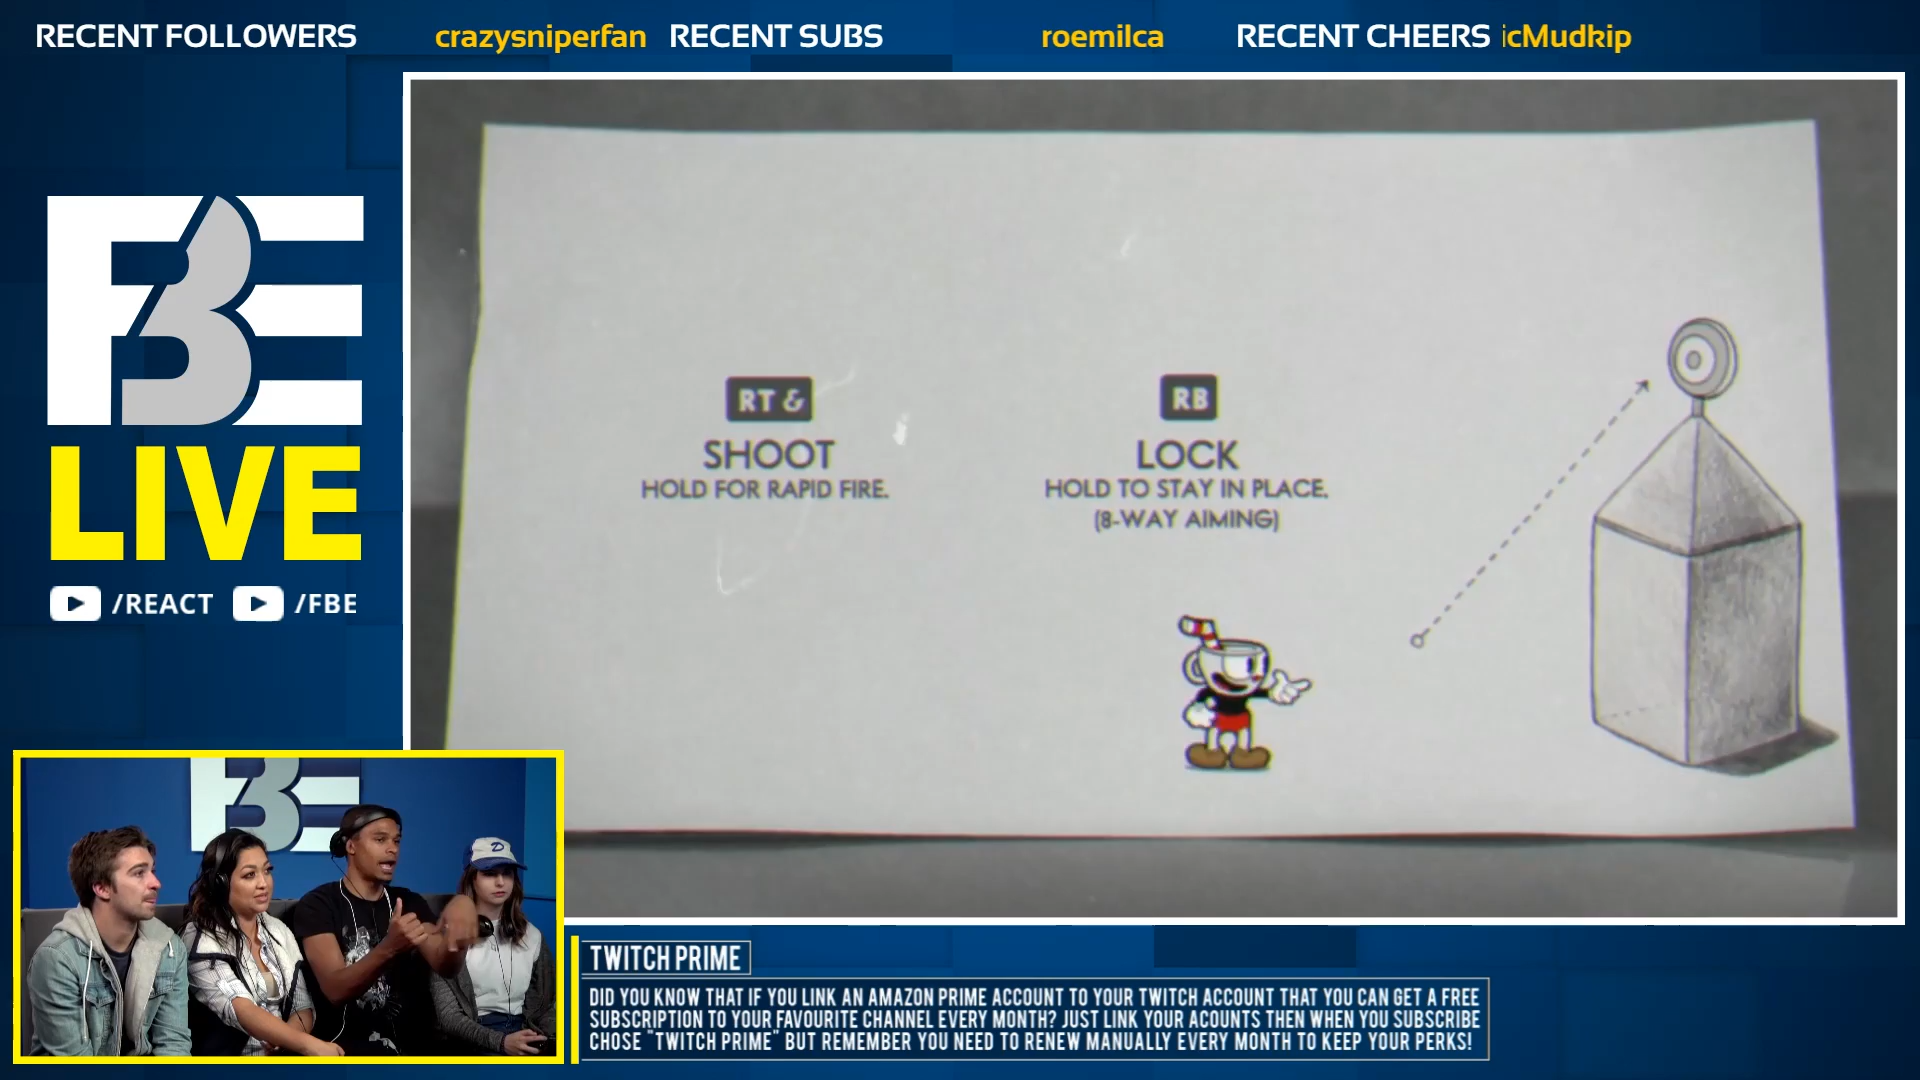 RECENT FOLLOWERS crazysniperfan RECENT SUBS roemilca RECENT CHEERS icMudkip
FBE
LIVE
/REACT /FBE
RT &
SHOOT
HOLD FOR RAPID FIRE.
RB
LOCK
HOLD TO STAY IN PLACE.
(8-WAY AIMING)
FBE
D
TWITCH PRIME
DID YOU KNOW THAT IF YOU LINK AN AMAZON PRIME ACCOUNT TO YOUR TWITCH ACCOUNT THAT YOU CAN GET A FREE
SUBSCRIPTION TO YOUR FAVOURITE CHANNEL EVERY MONTH? JUST LINK YOUR ACOUNTS THEN WHEN YOU SUBSCRIBE
CHOSE "TWITCH PRIME" BUT REMEMBER YOU NEED TO RENEW MANUALLY EVERY MONTH TO KEEP YOUR PERKS!